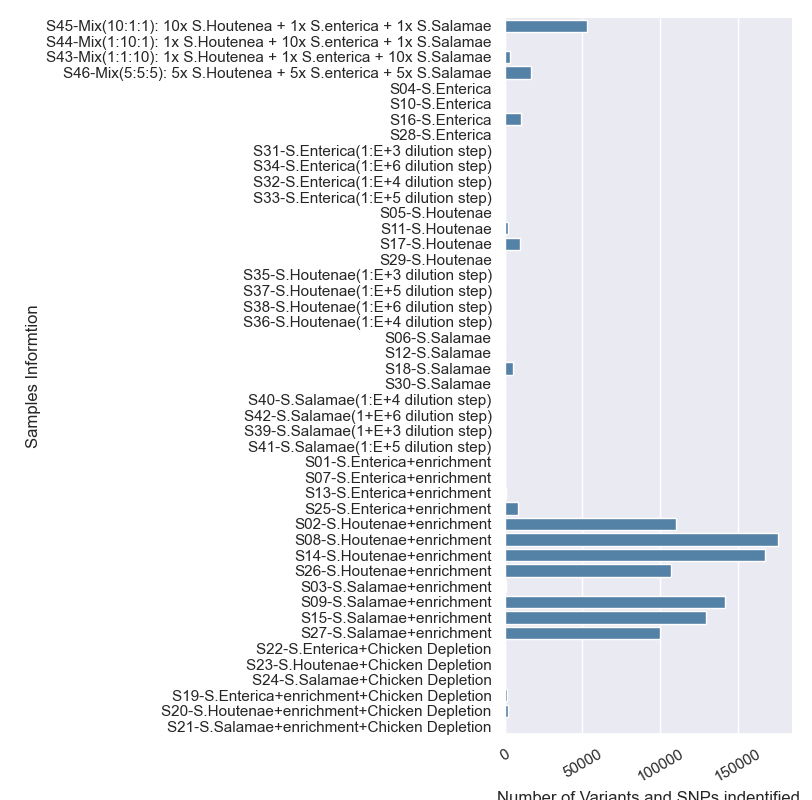 S45-Mix(10:1:1): 10x S.Houtenea + 1x S.enterica + 1x S.Salamae
S44-Mix(1:10:1): 1x S.Houtenea + 10x S.enterica + 1x S.Salamae
S43-Mix(1:1:10): 1x S.Houtenea + 1x S.enterica + 10x S.Salamae
S46-Mix(5:5:5): 5x S.Houtenea + 5x S.enterica + 5x S.Salamae
S04-S.Enterica
S10-S.Enterica
S16-S.Enterica
S28-S.Enterica
S31-S.Enterica(1:E+3 dilution step)
S34-S.Enterica(1:E+6 dilution step)
S32-S.Enterica(1:E+4 dilution step)
S33-S.Enterica(1:E+5 dilution step)
S05-S.Houtenae
S11-S.Houtenae
S17-S.Houtenae
S29-S.Houtenae
S35-S.Houtenae(1:E+3 dilution step)
S37-S.Houtenae(1:E+5 dilution step)
S38-S.Houtenae(1:E+6 dilution step)
S36-S.Houtenae(1:E+4 dilution step)
S06-S.Salamae
S12-S.Salamae
S18-S.Salamae
S30-S.Salamae
S40-S.Salamae(1:E+4 dilution step)
S42-S.Salamae(1+E+6 dilution step)
S39-S.Salamae(1+E+3 dilution step)
S41-S.Salamae(1:E+5 dilution step)
S01-S.Enterica+enrichment
S07-S.Enterica+enrichment
S13-S.Enterica+enrichment
S25-S.Enterica+enrichment
S02-S.Houtenae+enrichment
S08-S.Houtenae+enrichment
S14-S.Houtenae+enrichment
S26-S.Houtenae+enrichment
S03-S.Salamae+enrichment
S09-S.Salamae+enrichment
S15-S.Salamae+enrichment
S27-S.Salamae+enrichment
S22-S.Enterica+Chicken Depletion
S23-S.Houtenae+Chicken Depletion
S24-S.Salamae+Chicken Depletion
S19-S.Enterica+enrichment+Chicken Depletion
S20-S.Houtenae+enrichment+Chicken Depletion
S21-S.Salamae+enrichment+Chicken Depletion
Samples Informtion
0
50000
100000
150000
Number of Variants and SNPs indentified